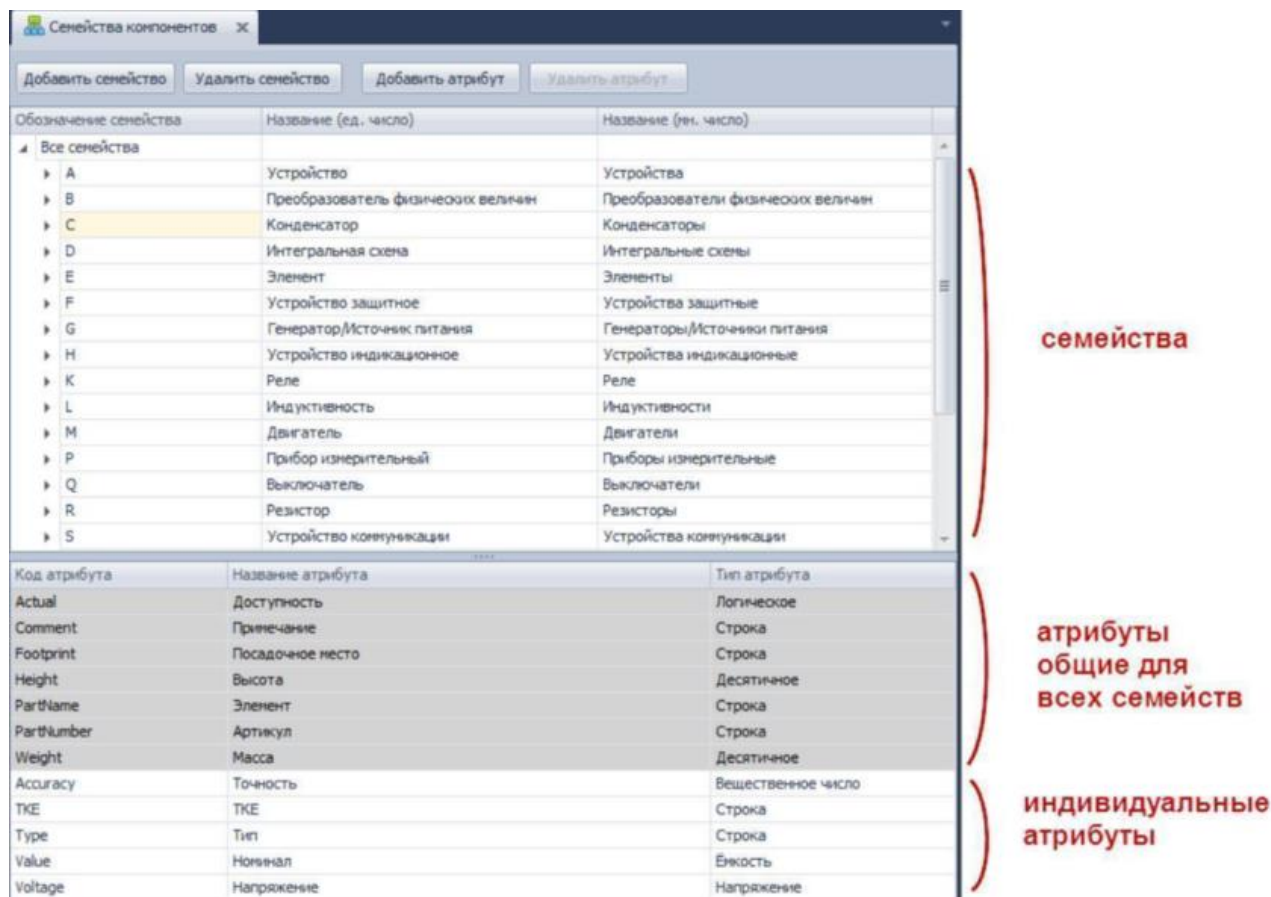 Семейства компонентов
Добавить семейство Удалить семейство Добавить атрибут Удалить атрибут
Обозначение семейства Название (ед. число) Название (мн. число)
Все семейства
A Устройство Устройства
B Преобразователь физических величин Преобразователи физических величин
C Конденсатор Конденсаторы
D Интегральная схема Интегральные схемы
E Элемент Элементы
F Устройство защитное Устройства защитные
G Генератор/Источник питания Генераторы/Источники питания
H Устройство индикационное Устройства индикационные
K Реле Реле
L Индуктивность Индуктивности
M Двигатель Двигатели
P Прибор измерительный Приборы измерительные
Q Выключатель Выключатели
R Резистор Резисторы
S Устройство коммуникации Устройства коммуникации
семейства
Код атрибута Название атрибута Тип атрибута
Actual Доступность Логическое
Comment Примечание Строка
Footprint Посадочное место Строка
Height Высота Десятичное
PartName Элемент Строка
PartNumber Артикул Строка
Weight Масса Десятичное
атрибуты
общие для
всех семейств
Accuracy Точность Вещественное число
TKE TKE Строка
Type Тип Строка
Value Номинал Ёмкость
Voltage Напряжение Напряжение
индивидуальные
атрибуты